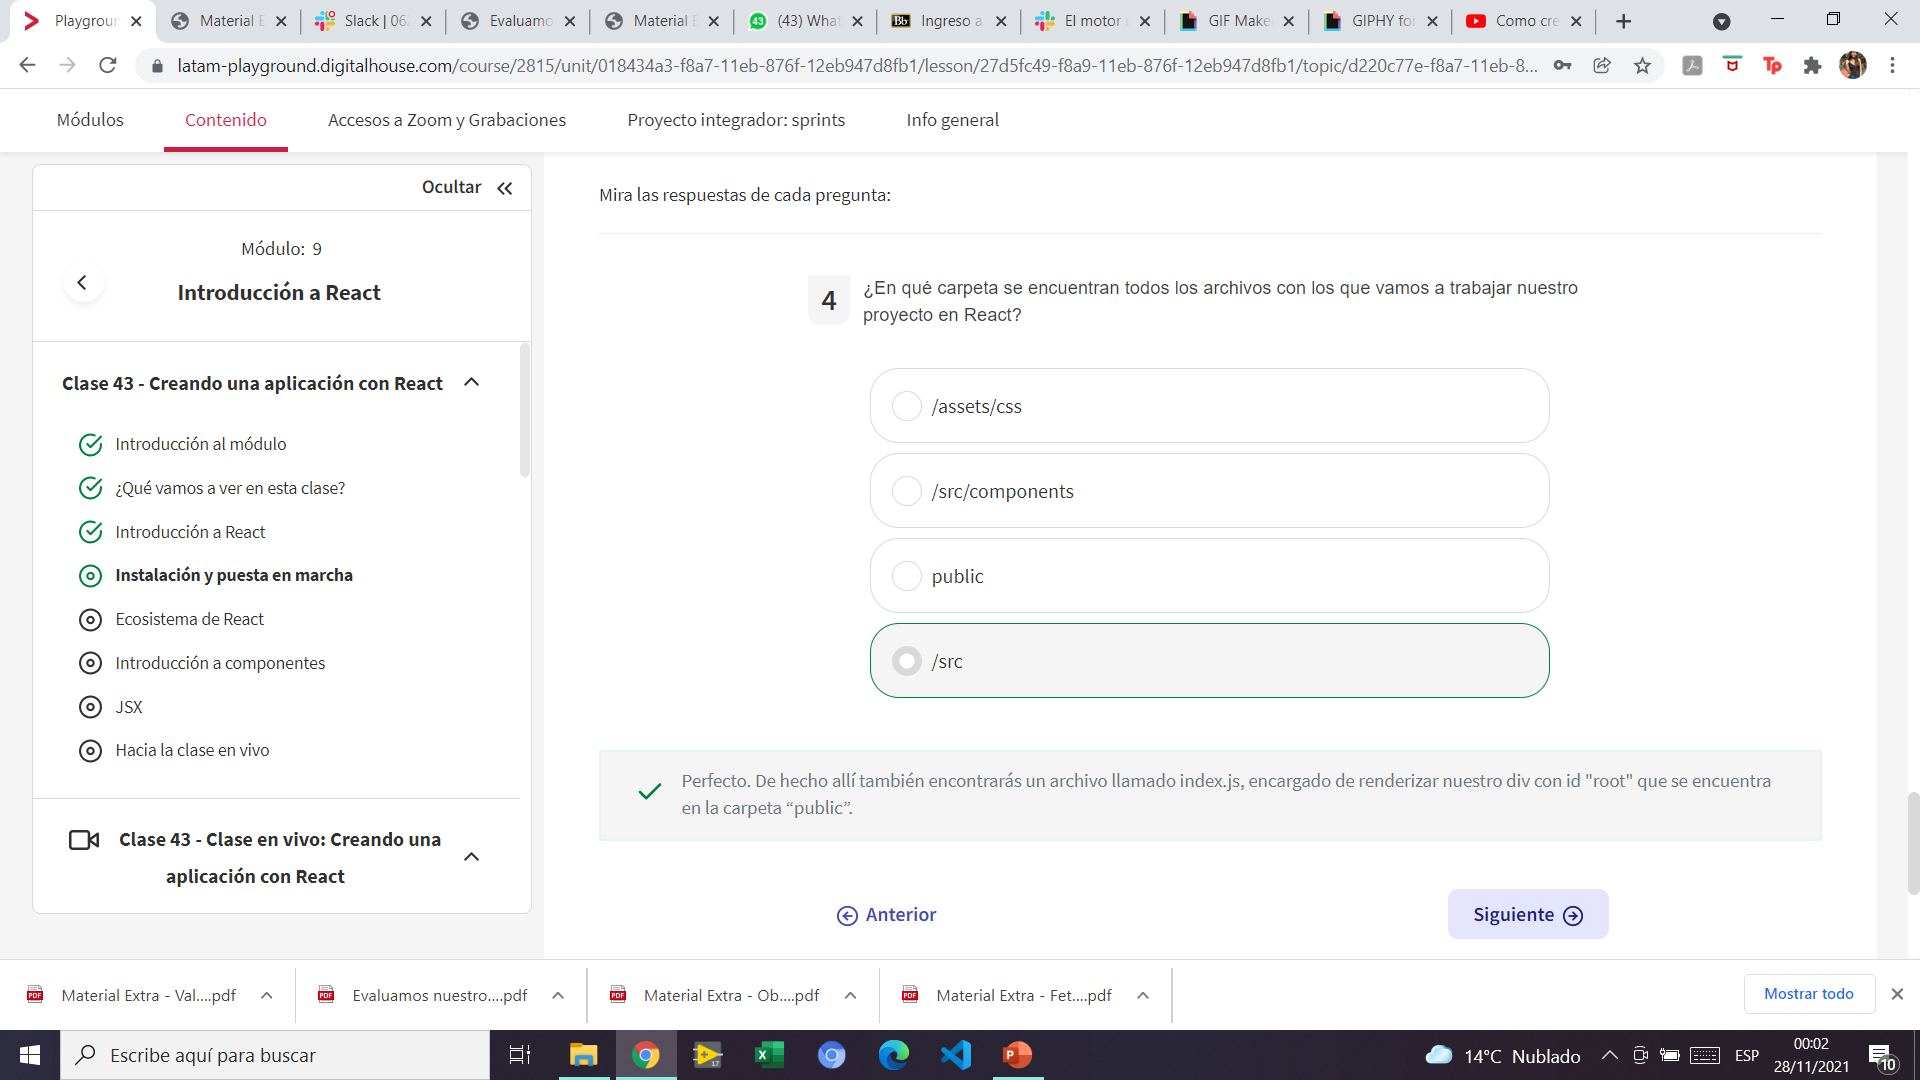 Playgroun
Material E
Slack | 062
Evaluamo
Material E
(43) What
Ingreso a
El motor
GIF Make
GIPHY for
Como cre
latam-playground.digitalhouse.com/course/2815/unit/018434a3-f8a7-11eb-876f-12eb947d8fb1/lesson/27d5fc49-f8a9-11eb-876f-12eb947d8fb1/topic/d220c77e-f8a7-11eb-8...
Módulos
Contenido
Accesos a Zoom y Grabaciones
Proyecto integrador: sprints
Info general
Ocultar
Módulo: 9
Introducción a React
Clase 43 - Creando una aplicación con React
Introducción al módulo
¿Qué vamos a ver en esta clase?
Introducción a React
Instalación y puesta en marcha
Ecosistema de React
Introducción a componentes
JSX
Hacia la clase en vivo
Clase 43 - Clase en vivo: Creando una
aplicación con React
Mira las respuestas de cada pregunta:
4
¿En qué carpeta se encuentran todos los archivos con los que vamos a trabajar nuestro
proyecto en React?
/assets/css
/src/components
public
/src
Perfecto. De hecho allí también encontrarás un archivo llamado index.js, encargado de renderizar nuestro div con id "root" que se encuentra
en la carpeta “public”.
Anterior
Siguiente
Material Extra - Val....pdf
Evaluamos nuestro....pdf
Material Extra - Ob....pdf
Material Extra - Fet....pdf
Mostrar todo
Escribe aquí para buscar
14°C Nublado
ESP
00:02
28/11/2021
10